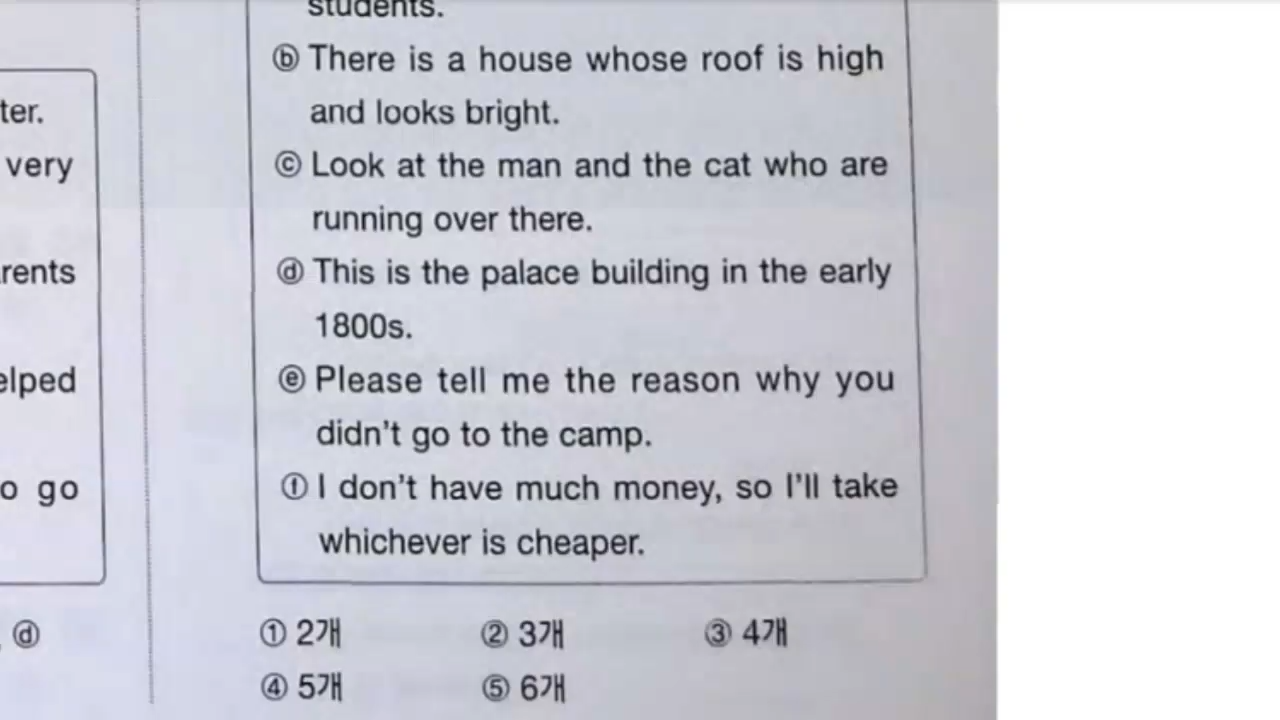 ter.
very
rents
elped
o go
ⓓ
students.
ⓑ There is a house whose roof is high
and looks bright.
ⓒ Look at the man and the cat who are
running over there.
ⓓ This is the palace building in the early
1800s.
ⓔ Please tell me the reason why you
didn't go to the camp.
ⓕ I don't have much money, so I'll take
whichever is cheaper.
① 2개 ② 3개 ③ 4개
④ 5개 ⑤ 6개